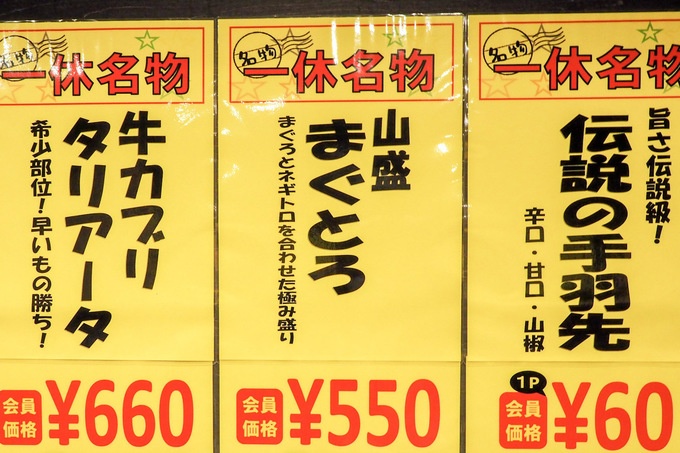 名物
一休名物
牛カブリ
タリアータ
希少部位！早いもの勝ち！
会員
価格
¥660
名物
一休名物
山盛
まぐとろ
まぐろとネギトロを合わせた極み盛り
会員
価格
¥550
名物
一休名物
旨さ伝説級！
伝説の手羽先
辛口・甘口・山椒
1P
会員
価格
¥60